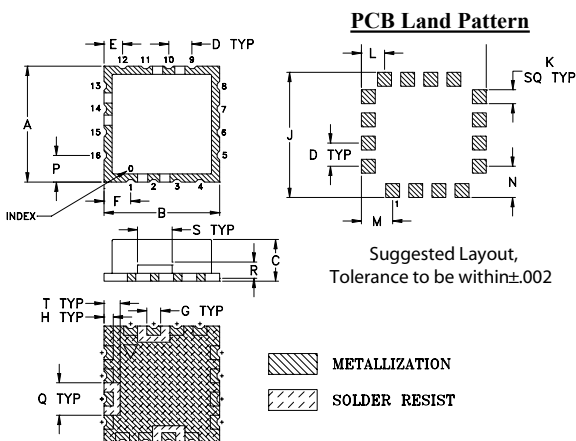 PCB Land Pattern
E
D TYP
12 11 10 9
13
14
15
16
8
7
6
5
A
P
0
1 2 3 4
INDEX
F
B
L
K
SQ TYP
J
D TYP
N
M
1
S TYP
R
C
Suggested Layout,
Tolerance to be within±.002
T TYP
H TYP
G TYP
Q TYP
METALLIZATION
SOLDER RESIST